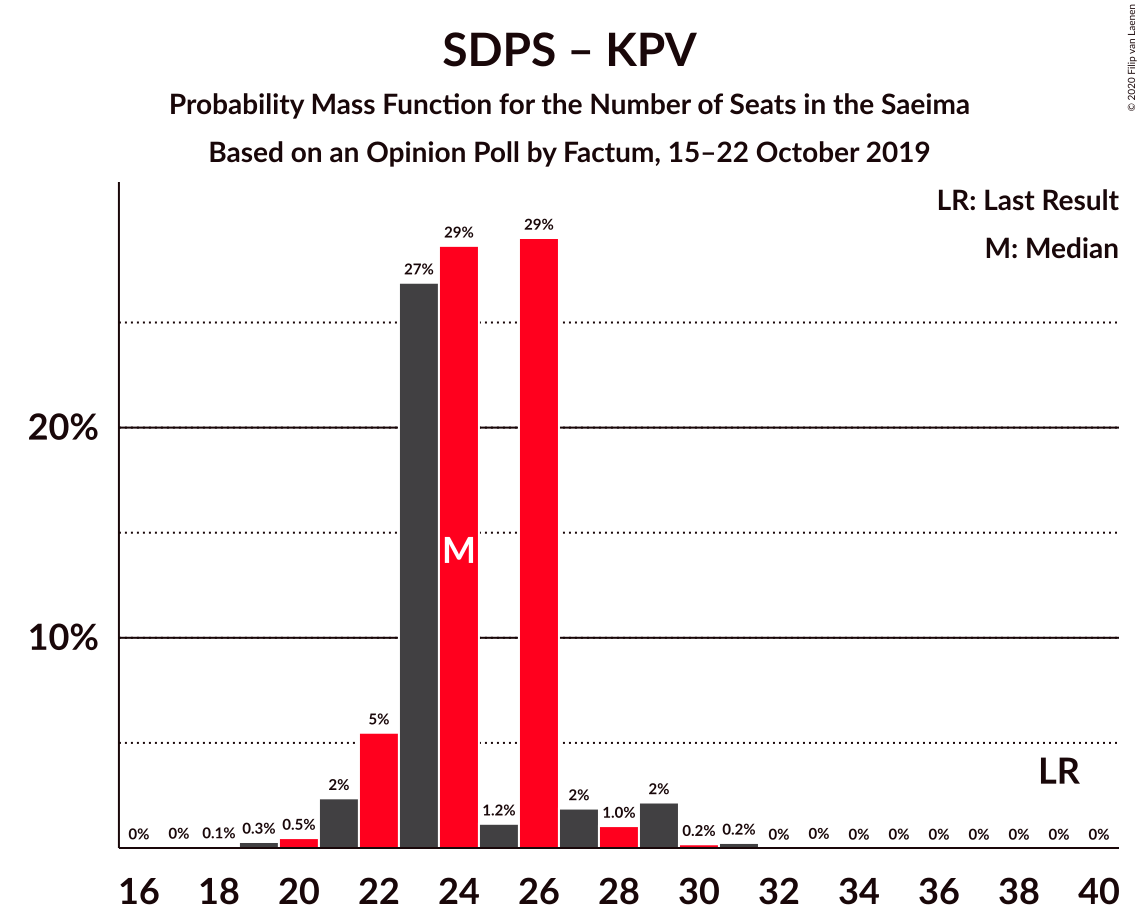 SDPS – KPV
Probability Mass Function for the Number of Seats in the Saeima
Based on an Opinion Poll by Factum, 15–22 October 2019
© 2020 Filip van Laenen
LR: Last Result
M: Median
20%
10%
0% 0% 0.1% 0.3% 0.5% 2% 5% 27% 29% 1.2% 29% 2% 1.0% 2% 0.2% 0.2% 0% 0% 0% 0% 0% 0% 0% 0% 0%
M
LR
16 18 20 22 24 26 28 30 32 34 36 38 40